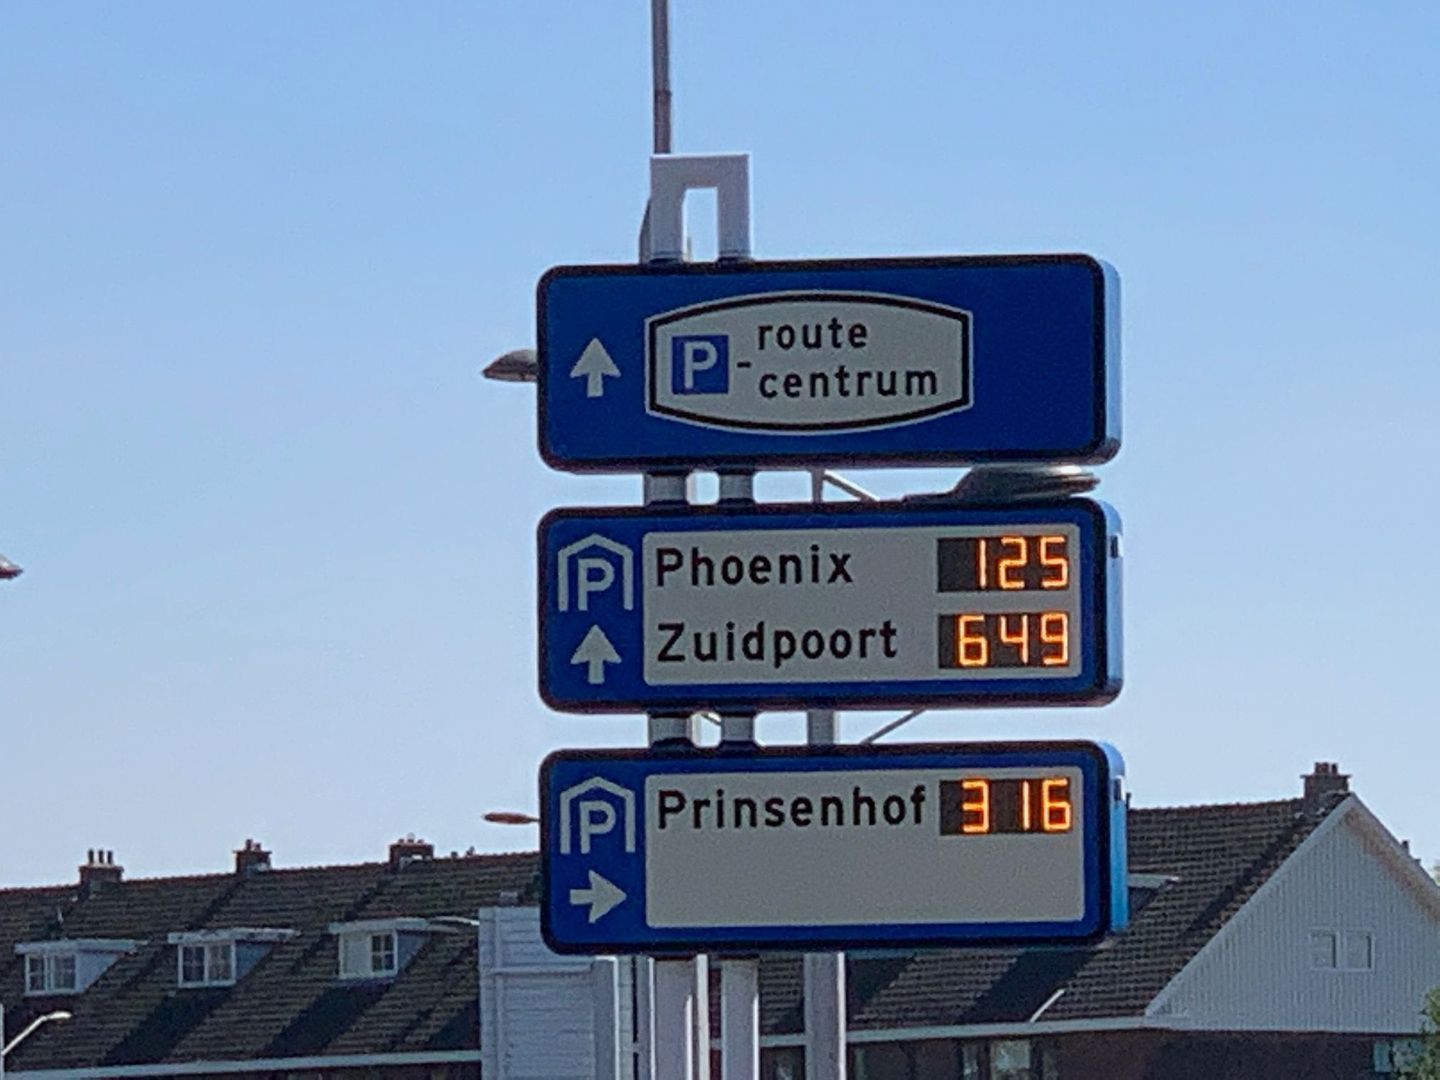 P - route
centrum
P Phoenix 125
Zuidpoort 649
P Prinsenhof 316